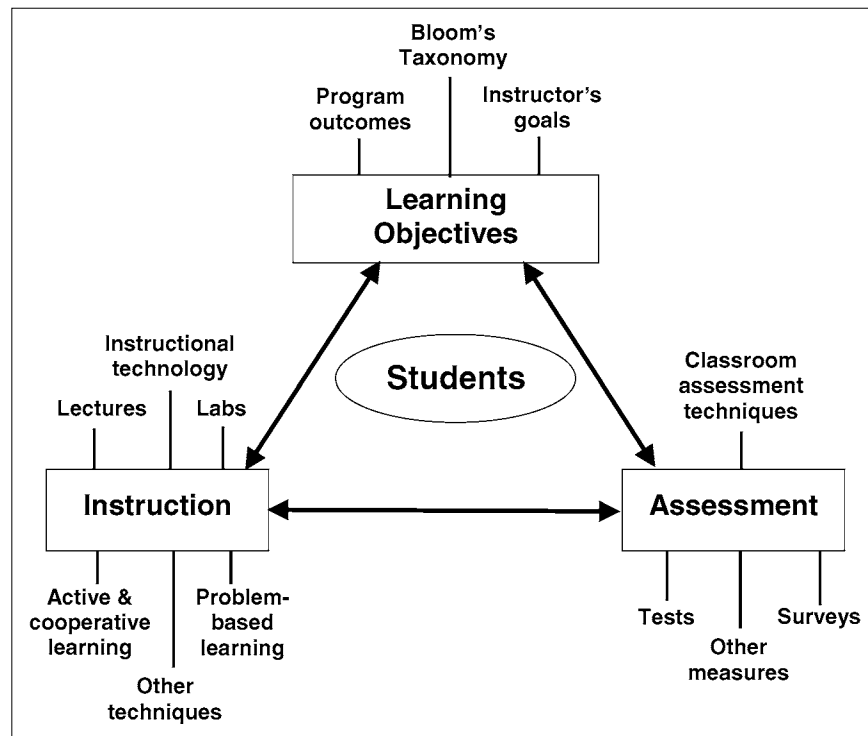 Bloom's
Taxonomy
Program
outcomes
Instructor's
goals
Learning
Objectives
Instructional
technology
Lectures
Labs
Students
Classroom
assessment
techniques
Instruction
Assessment
Active &
cooperative
learning
Problem-
based
learning
Other
techniques
Tests
Other
measures
Surveys